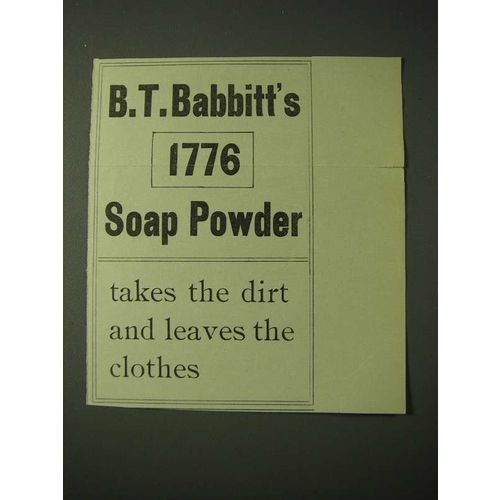 B.T.Babbitt's
1776
Soap Powder
takes the dirt
and leaves the
clothes